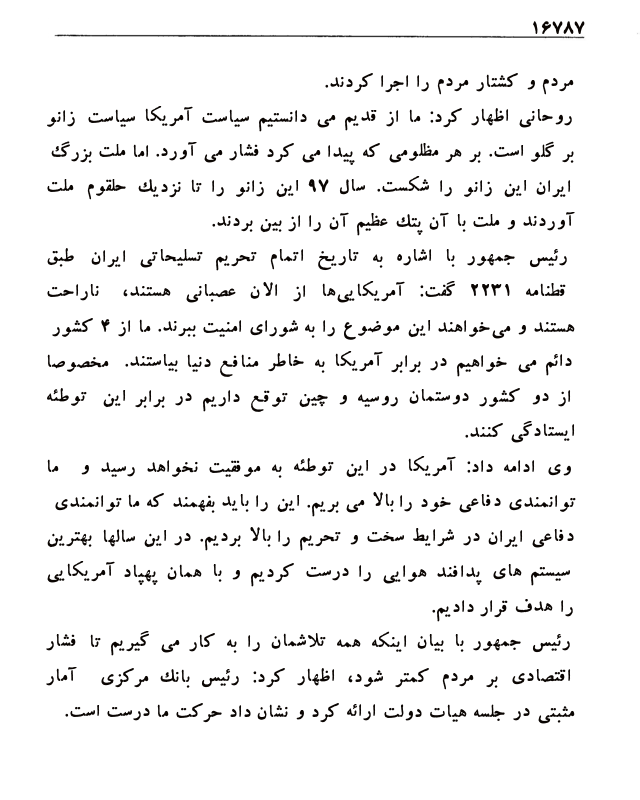 ۱۶۷۸۷
مردم و کشتار مردم را اجرا کردند.
روحانی اظهار کرد: ما از قدیم می دانستیم سیاست آمریکا سیاست زانو
بر گلو است. بر هر مظلومی که پیدا می کرد فشار می آورد. اما ملت بزرگ
ایران این زانو را شکست. سال ۹۷ این زانو را تا نزدیك حلقوم ملت
آوردند و ملت با آن پتك عظیم آن را از بین بردند.
رئیس جمهور با اشاره به تاریخ اتمام تحریم تسلیحاتی ایران طبق
قطنامه ۲۲۳۱ گفت: آمریکایی‌ها از الان عصبانی هستند، ناراحت
هستند و می‌خواهند این موضوع را به شورای امنیت ببرند. ما از ۴ کشور
دائم می خواهیم در برابر آمریکا به خاطر منافع دنیا بیاستند. مخصوصا
از دو کشور دوستمان روسیه و چین توقع داریم در برابر این توطئه
ایستادگی کنند.
وی ادامه داد: آمریکا در این توطئه به موفقیت نخواهد رسید و ما
توانمندی دفاعی خود را بالا می بریم. این را باید بفهمند که ما توانمندی
دفاعی ایران در شرایط سخت و تحریم را بالا بردیم. در این سالها بهترین
سیستم های پدافند هوایی را درست کردیم و با همان پهپاد آمریکایی
را هدف قرار دادیم.
رئیس جمهور با بیان اینکه همه تلاشمان را به کار می گیریم تا فشار
اقتصادی بر مردم کمتر شود، اظهار کرد: رئیس بانك مرکزی آمار
مثبتی در جلسه هیات دولت ارائه کرد و نشان داد حرکت ما درست است.